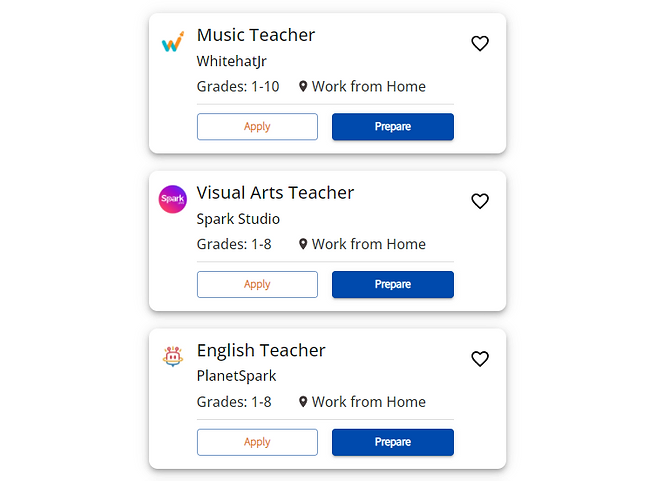 Music Teacher
WhitehatJr
Grades: 1-10 Work from Home
Apply Prepare
Spark
Visual Arts Teacher
Spark Studio
Grades: 1-8 Work from Home
Apply Prepare
English Teacher
PlanetSpark
Grades: 1-8 Work from Home
Apply Prepare